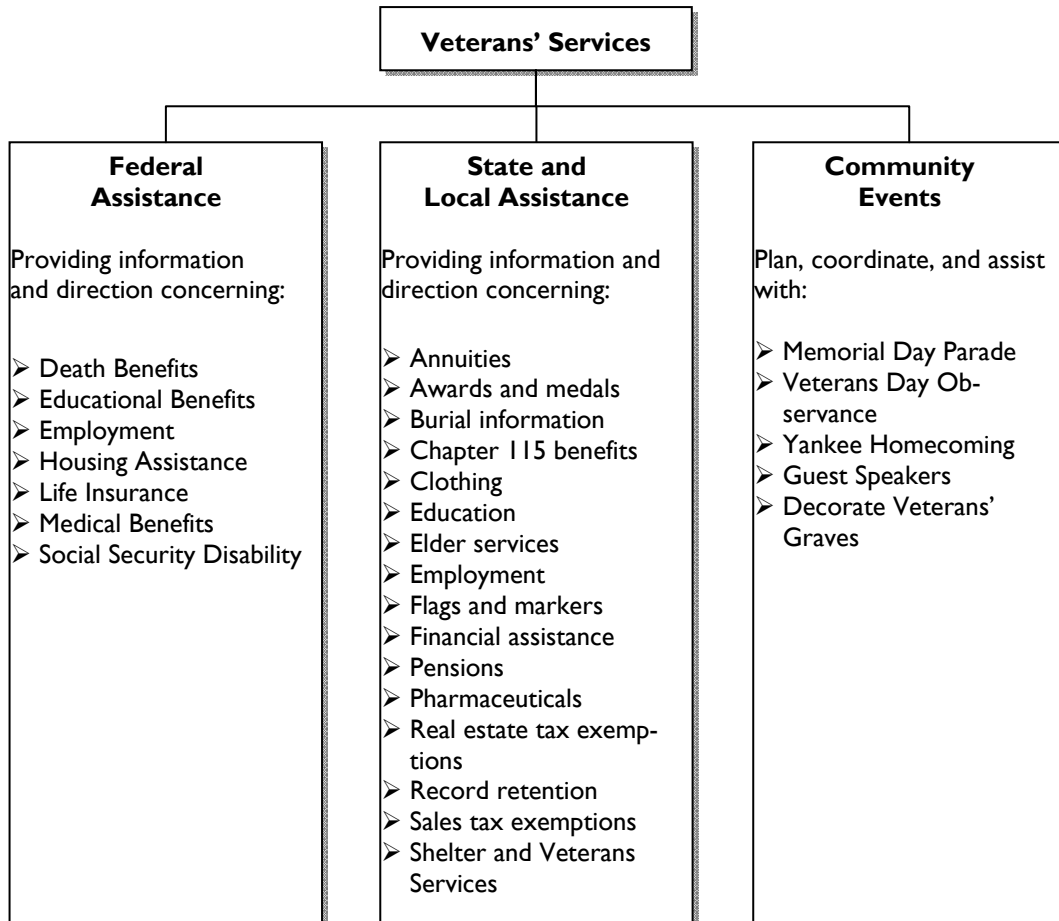 Veterans’ Services
Federal
Assistance
Providing information
and direction concerning:
➢ Death Benefits
➢ Educational Benefits
➢ Employment
➢ Housing Assistance
➢ Life Insurance
➢ Medical Benefits
➢ Social Security Disability
State and
Local Assistance
Providing information and
direction concerning:
➢ Annuities
➢ Awards and medals
➢ Burial information
➢ Chapter 115 benefits
➢ Clothing
➢ Education
➢ Elder services
➢ Employment
➢ Flags and markers
➢ Financial assistance
➢ Pensions
➢ Pharmaceuticals
➢ Real estate tax exemp-
tions
➢ Record retention
➢ Sales tax exemptions
➢ Shelter and Veterans
Services
Community
Events
Plan, coordinate, and assist
with:
➢ Memorial Day Parade
➢ Veterans Day Ob-
servance
➢ Yankee Homecoming
➢ Guest Speakers
➢ Decorate Veterans’
Graves